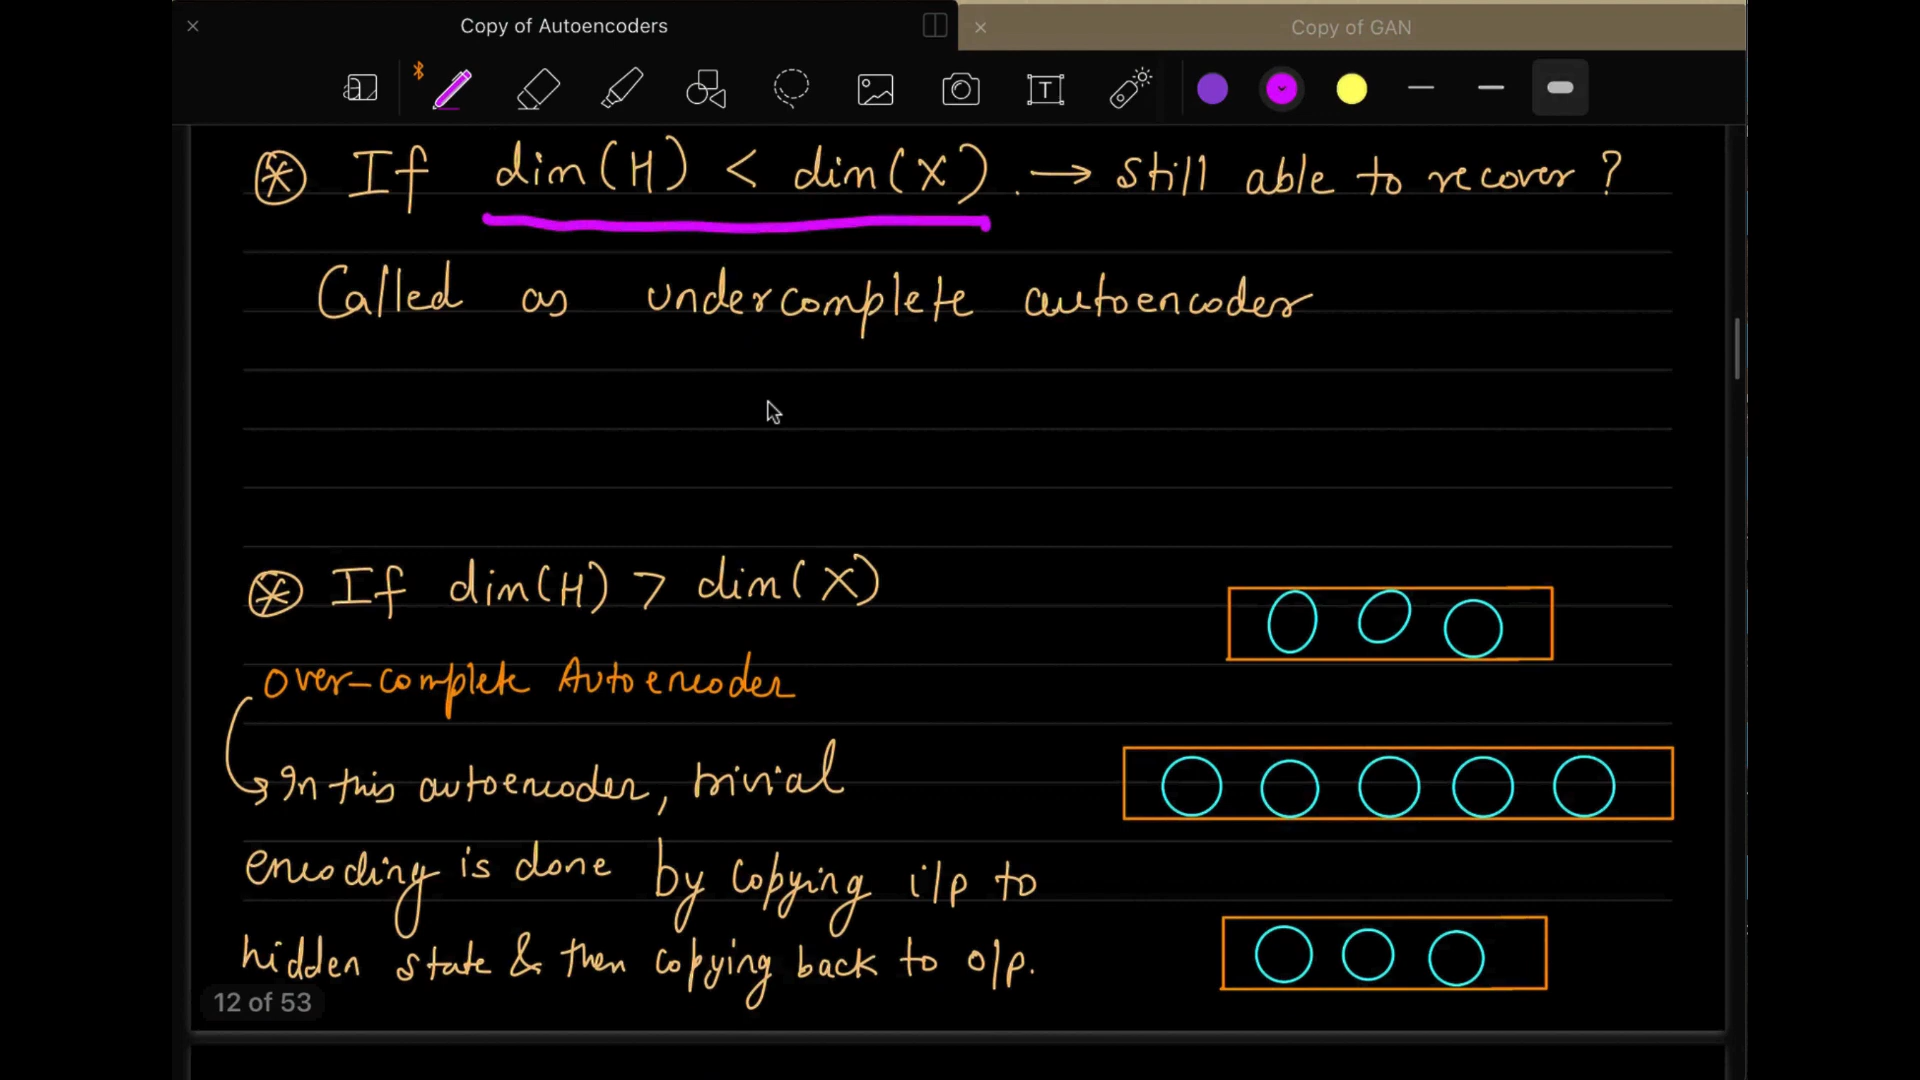 Copy of Autoencoders
Copy of GAN
T
⊛ If dim(H) < dim(X). → still able to recover?
Called as undercomplete autoencoder
⊛ If dim(H) > dim(X)
over-complete Autoencoder
→ In this autoencoder, trivial
encoding is done by copying i/p to
hidden state & then copying back to o/p.
12 of 53